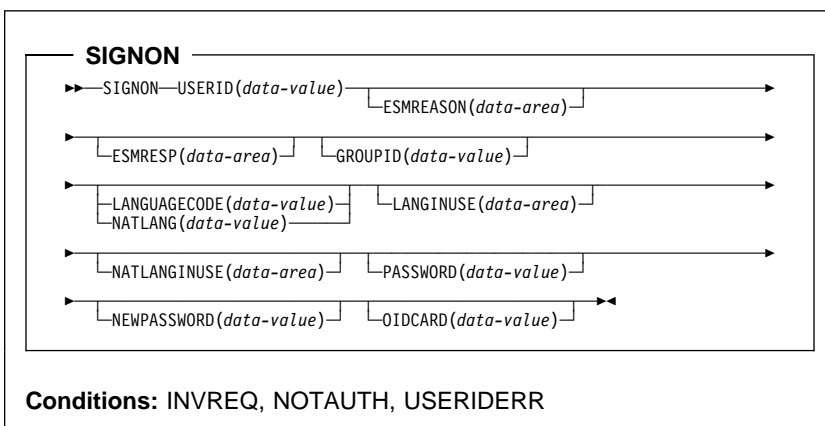 SIGNON
SIGNON USERID(data-value)
ESMREASON(data-area)
ESMRESP(data-area) GROUPID(data-value)
LANGUAGECODE(data-value) LANGINUSE(data-area)
NATLANG(data-value)
NATLANGINUSE(data-area) PASSWORD(data-value)
NEWPASSWORD(data-value) OIDCARD(data-value)
Conditions: INVREQ, NOTAUTH, USERIDERR